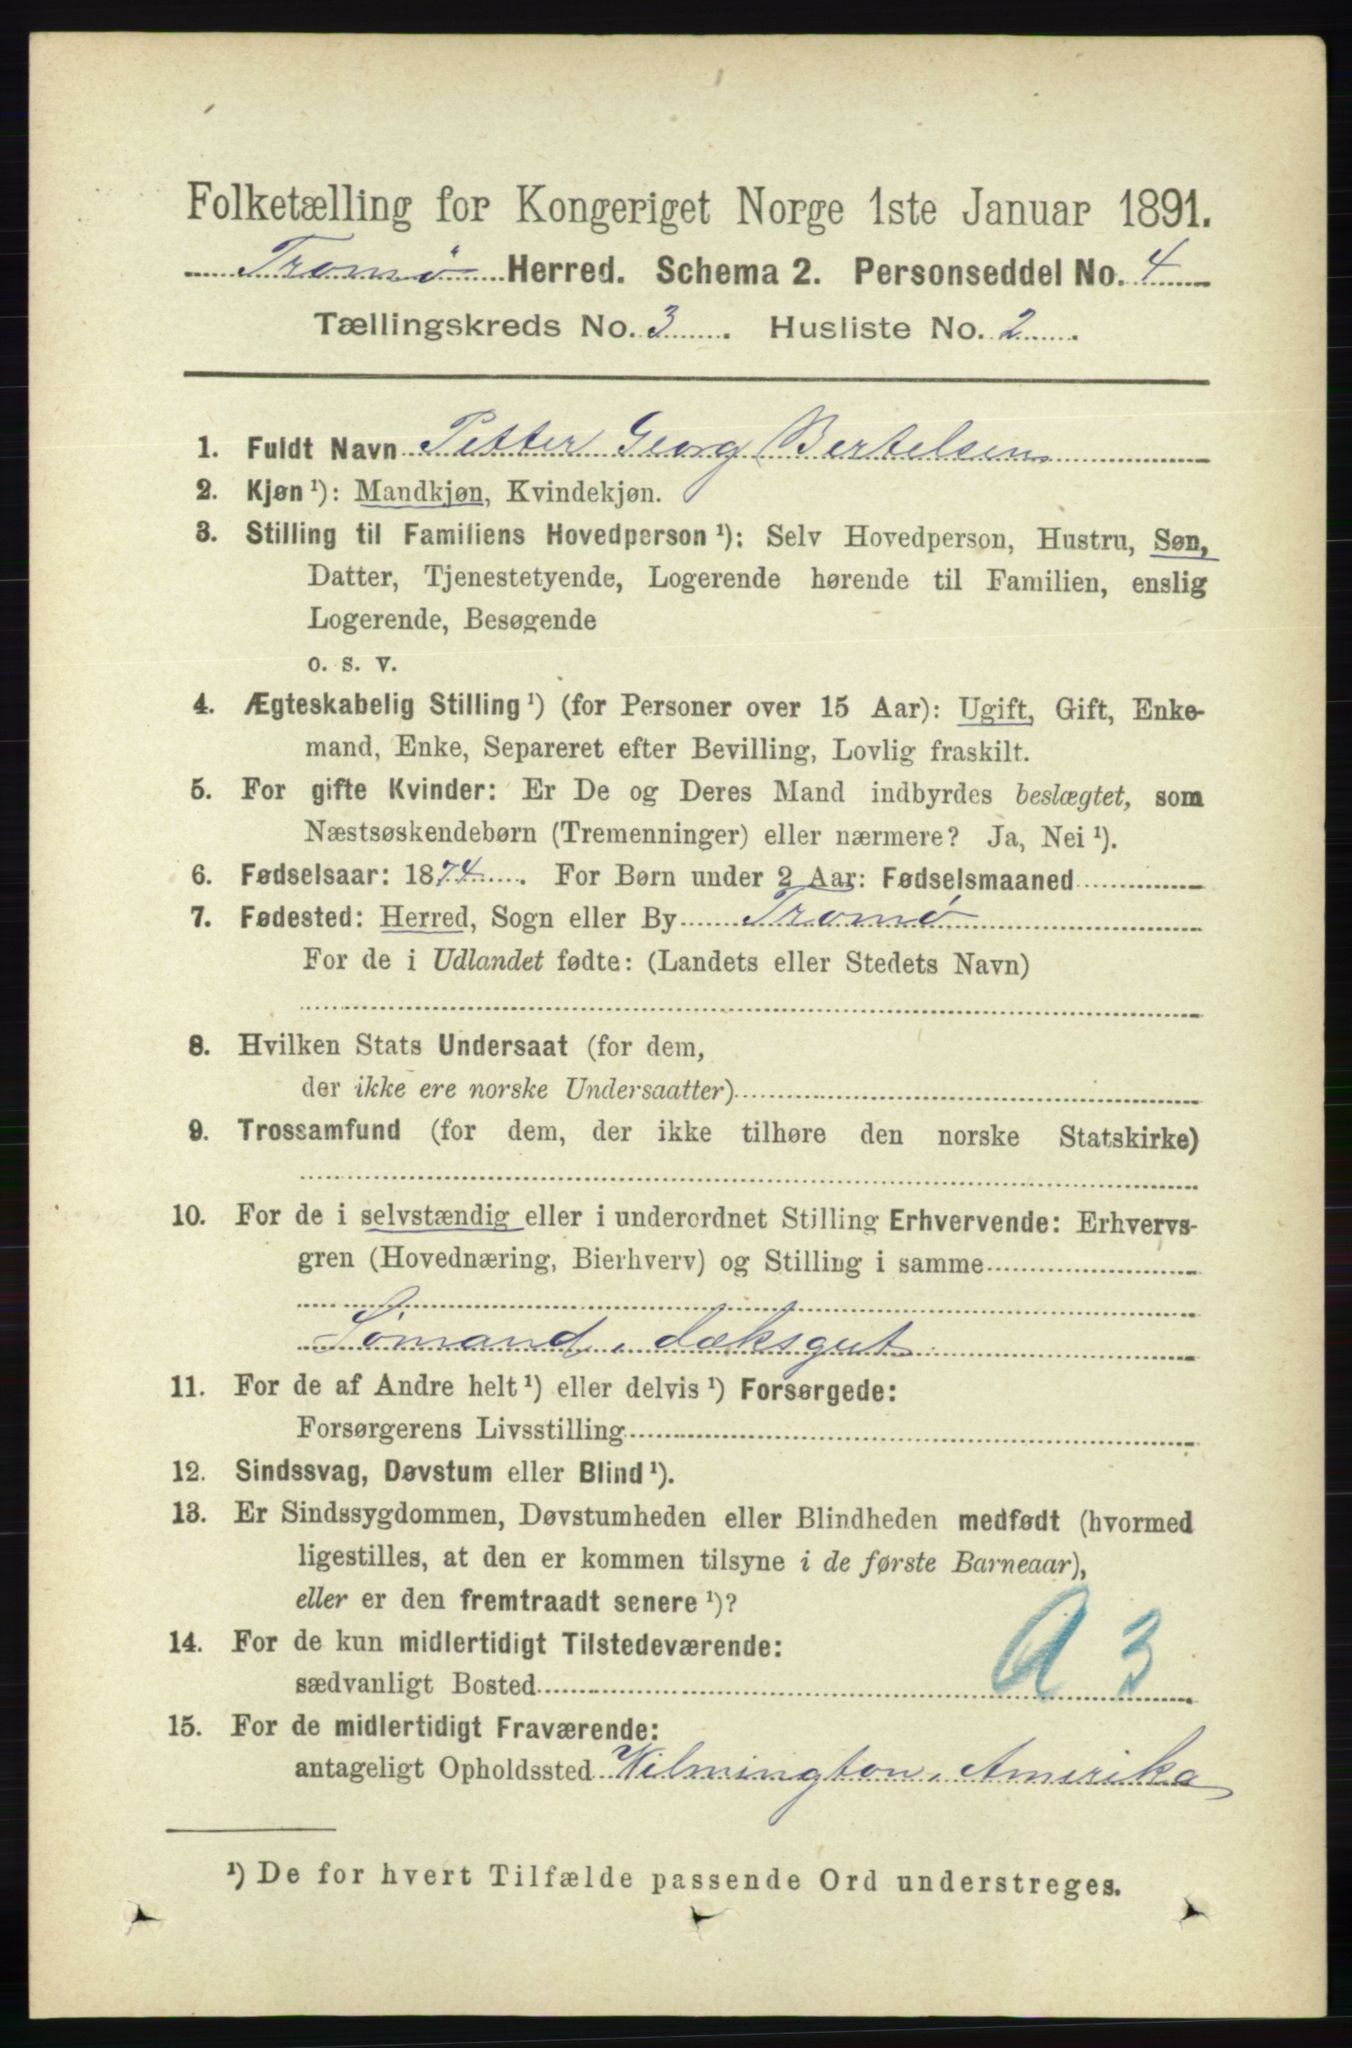 Folketælling for Kongeriget Norge 1ste Januar 1891.
Tromø Herred. Schema 2. Personseddel No. 4
Tællingskreds No. 3. Husliste No. 2.
1. Fuldt Navn Petter Georg Bertelsen
2. Kjøn ¹): Mandkjøn, Kvindekjøn.
3. Stilling til Familiens Hovedperson ¹): Selv Hovedperson, Hustru, Søn,
Datter, Tjenestetyende, Logerende hørende til Familien, enslig
Logerende, Besøgende
o. s. v.
4. Ægteskabelig Stilling ¹) (for Personer over 15 Aar): Ugift, Gift, Enke-
mand, Enke, Separeret efter Bevilling, Lovlig fraskilt.
5. For gifte Kvinder: Er De og Deres Mand indbyrdes beslægtet, som
Næstsøskendebørn (Tremenninger) eller nærmere? Ja, Nei ¹).
6. Fødselsaar: 1874. For Børn under 2 Aar: Fødselsmaaned
7. Fødested: Herred, Sogn eller By Tromø
For de i Udlandet fødte: (Landets eller Stedets Navn)
8. Hvilken Stats Undersaat (for dem,
der ikke ere norske Undersaatter)
9. Trossamfund (for dem, der ikke tilhøre den norske Statskirke)
10. For de i selvstændig eller i underordnet Stilling Erhvervende: Erhvervs-
gren (Hovednæring, Bierhverv) og Stilling i samme
Sømand, dæksgut
11. For de af Andre helt ¹) eller delvis ¹) Forsørgede:
Forsørgerens Livsstilling
12. Sindssvag, Døvstum eller Blind ¹).
13. Er Sindssygdommen, Døvstumheden eller Blindheden medfødt (hvormed
ligestilles, at den er kommen tilsyne i de første Barneaar),
eller er den fremtraadt senere ¹)?
14. For de kun midlertidigt Tilstedeværende:
sædvanligt Bosted A 3
15. For de midlertidigt Fraværende:
antageligt Opholdssted Wilmington, Amerika
¹) De for hvert Tilfælde passende Ord understreges.